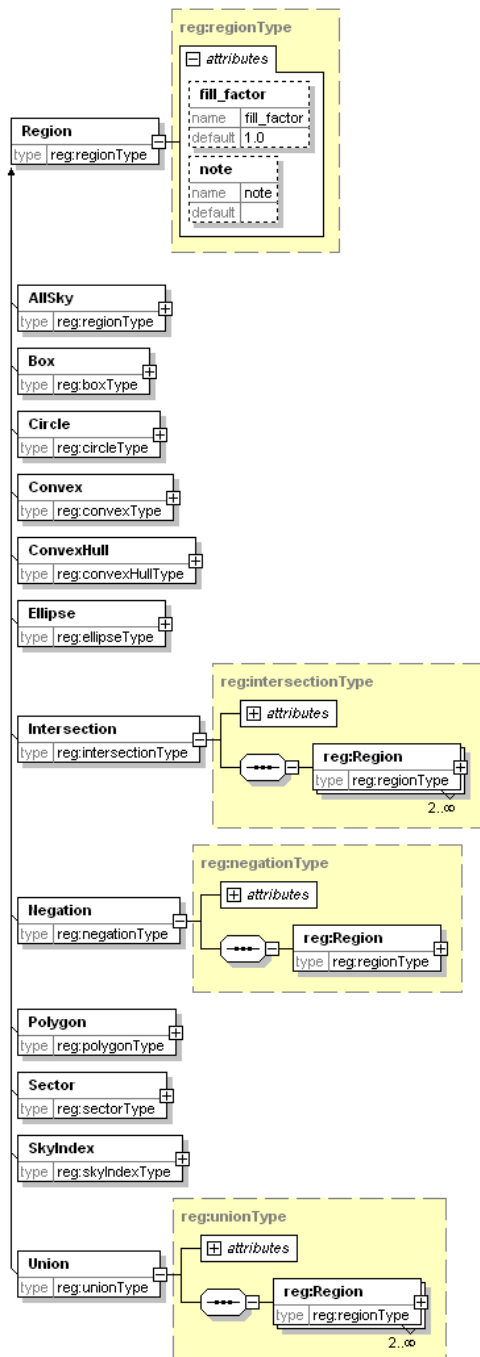 reg:regionType
attributes
fill_factor
name fill_factor
default 1.0
note
name note
default
Region
type reg:regionType
AllSky
type reg:regionType
Box
type reg:boxType
Circle
type reg:circleType
Convex
type reg:convexType
ConvexHull
type reg:convexHullType
Ellipse
type reg:ellipseType
reg:intersectionType
attributes
Intersection
type reg:intersectionType
reg:Region
type reg:regionType
2..∞
reg:negationType
attributes
Negation
type reg:negationType
reg:Region
type reg:regionType
Polygon
type reg:polygonType
Sector
type reg:sectorType
SkyIndex
type reg:skyIndexType
reg:unionType
attributes
Union
type reg:unionType
reg:Region
type reg:regionType
2..∞